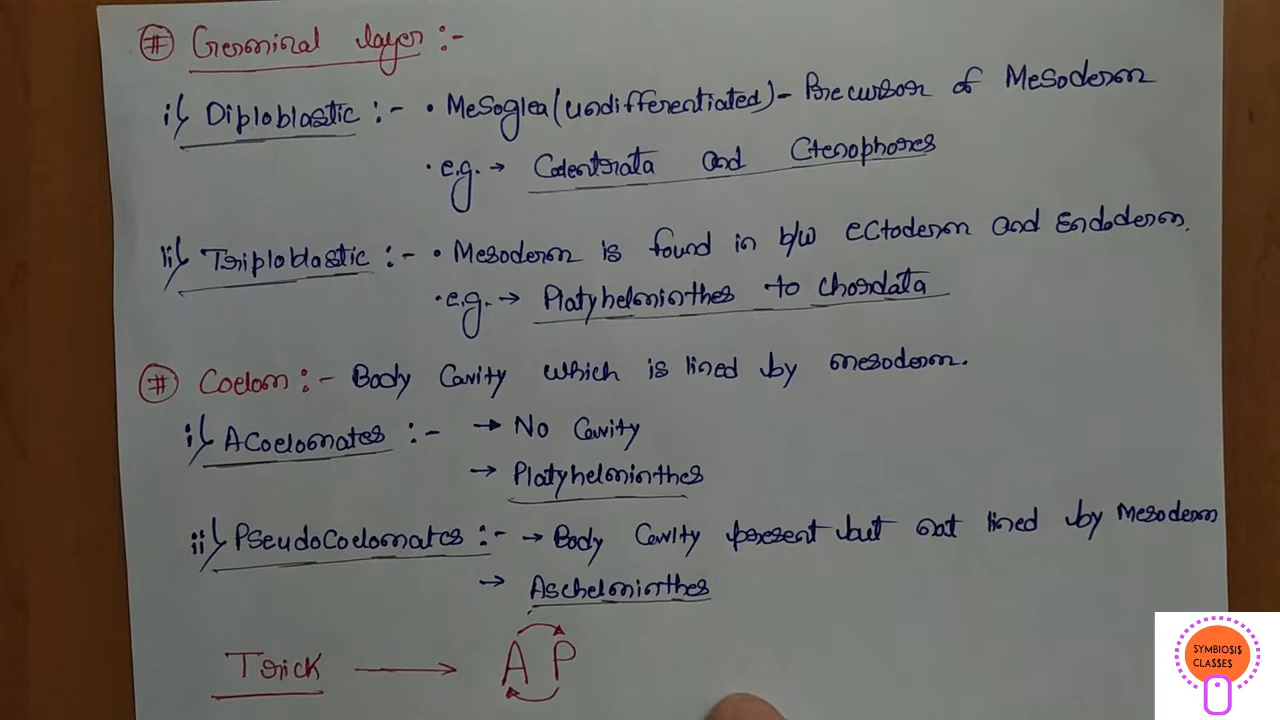 # Germinal layer :-
i) Diploblastic :- • Mesoglea (undifferentiated) - Precursor of Mesoderm
• e.g. → Coelentrata and Ctenophores
ii) Triploblastic :- • Mesoderm is found in b/w Ectoderm and Endoderm.
• e.g. → Platyhelminthes to Chordata
# Coelom :- Body Cavity which is lined by mesoderm.
i) Acoelomates :- → No Cavity
→ Platyhelminthes
ii) Pseudocoelomates :- → Body Cavity present but not lined by Mesoderm
→ Aschelminthes
Trick → A P
SYMBIOSIS
CLASSES